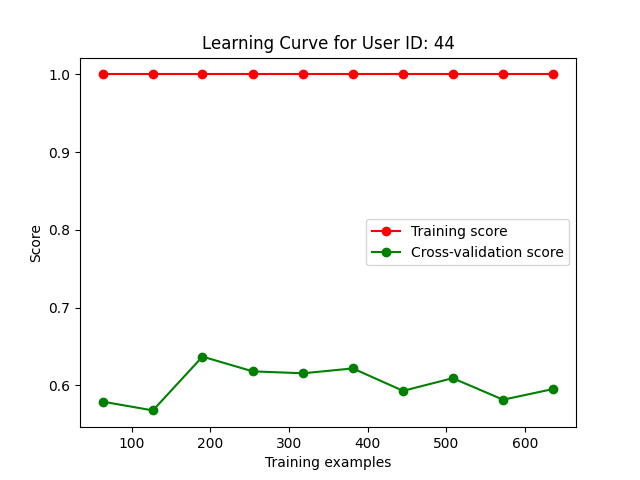 Learning Curve for User ID: 44
1.0
0.9
0.8
0.7
0.6
Score
Training score
Cross-validation score
100
200
300
400
500
600
Training examples